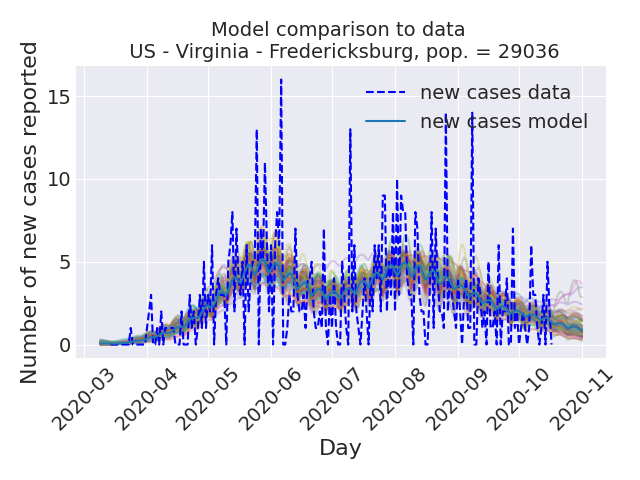 Model comparison to data
US - Virginia - Fredericksburg, pop. = 29036
Number of new cases reported
15
10
5
0
new cases data
new cases model
2020-03
2020-04
2020-05
2020-06
2020-07
2020-08
2020-09
2020-10
2020-11
Day